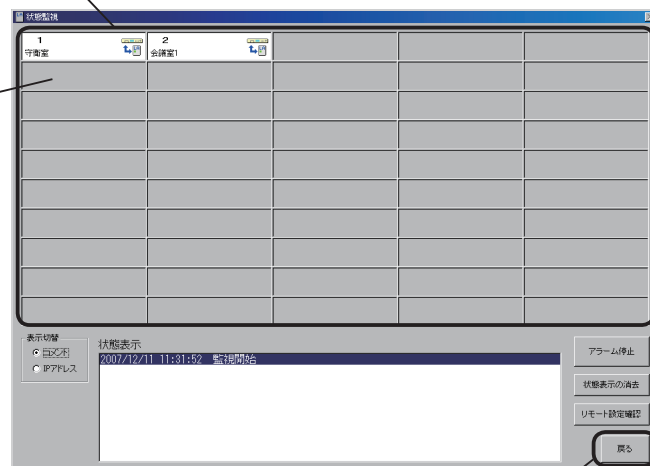 状態監視
1
守衛室
2
会議室1
表示切替
コメント
IPアドレス
状態表示
2007/12/11 11:31:52 監視開始
アラーム停止
状態表示の消去
リモート設定確認
戻る